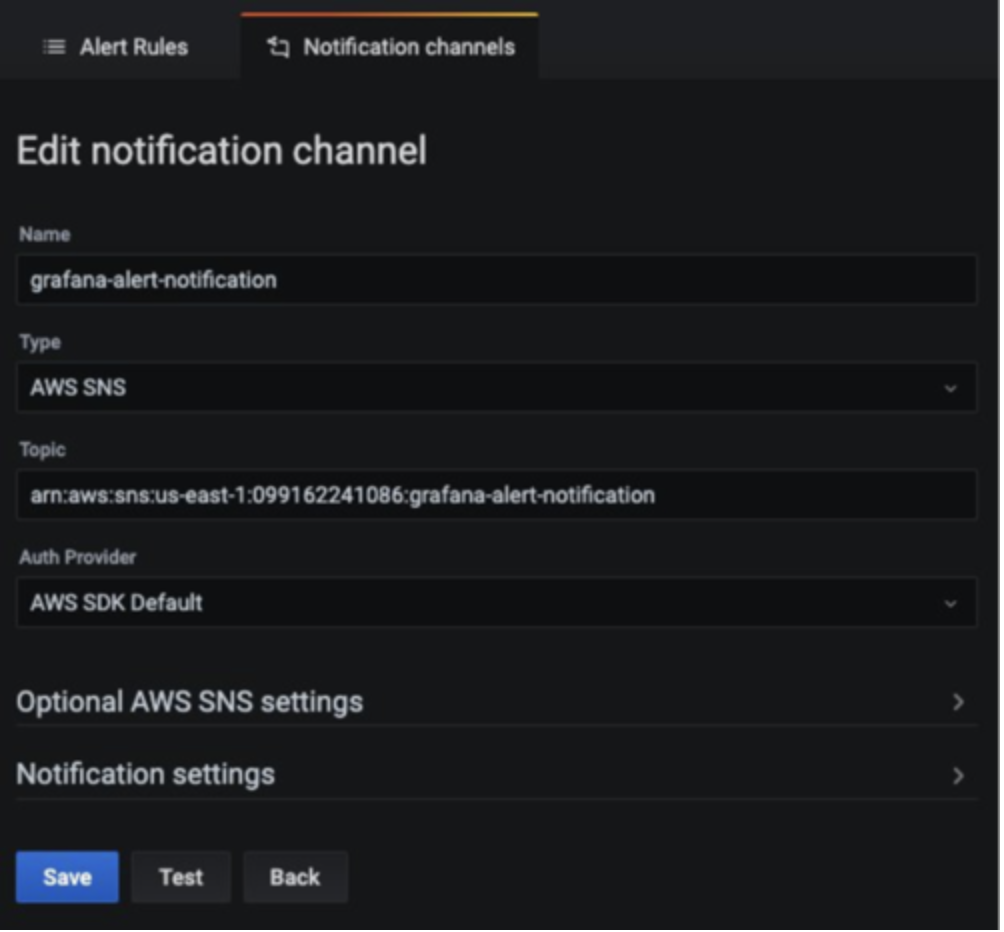 Alert Rules
Notification channels
Edit notification channel
Name
grafana-alert-notification
Type
AWS SNS
Topic
arn:aws:sns:us-east-1:099162241086:grafana-alert-notification
Auth Provider
AWS SDK Default
Optional AWS SNS settings
Notification settings
Save Test Back